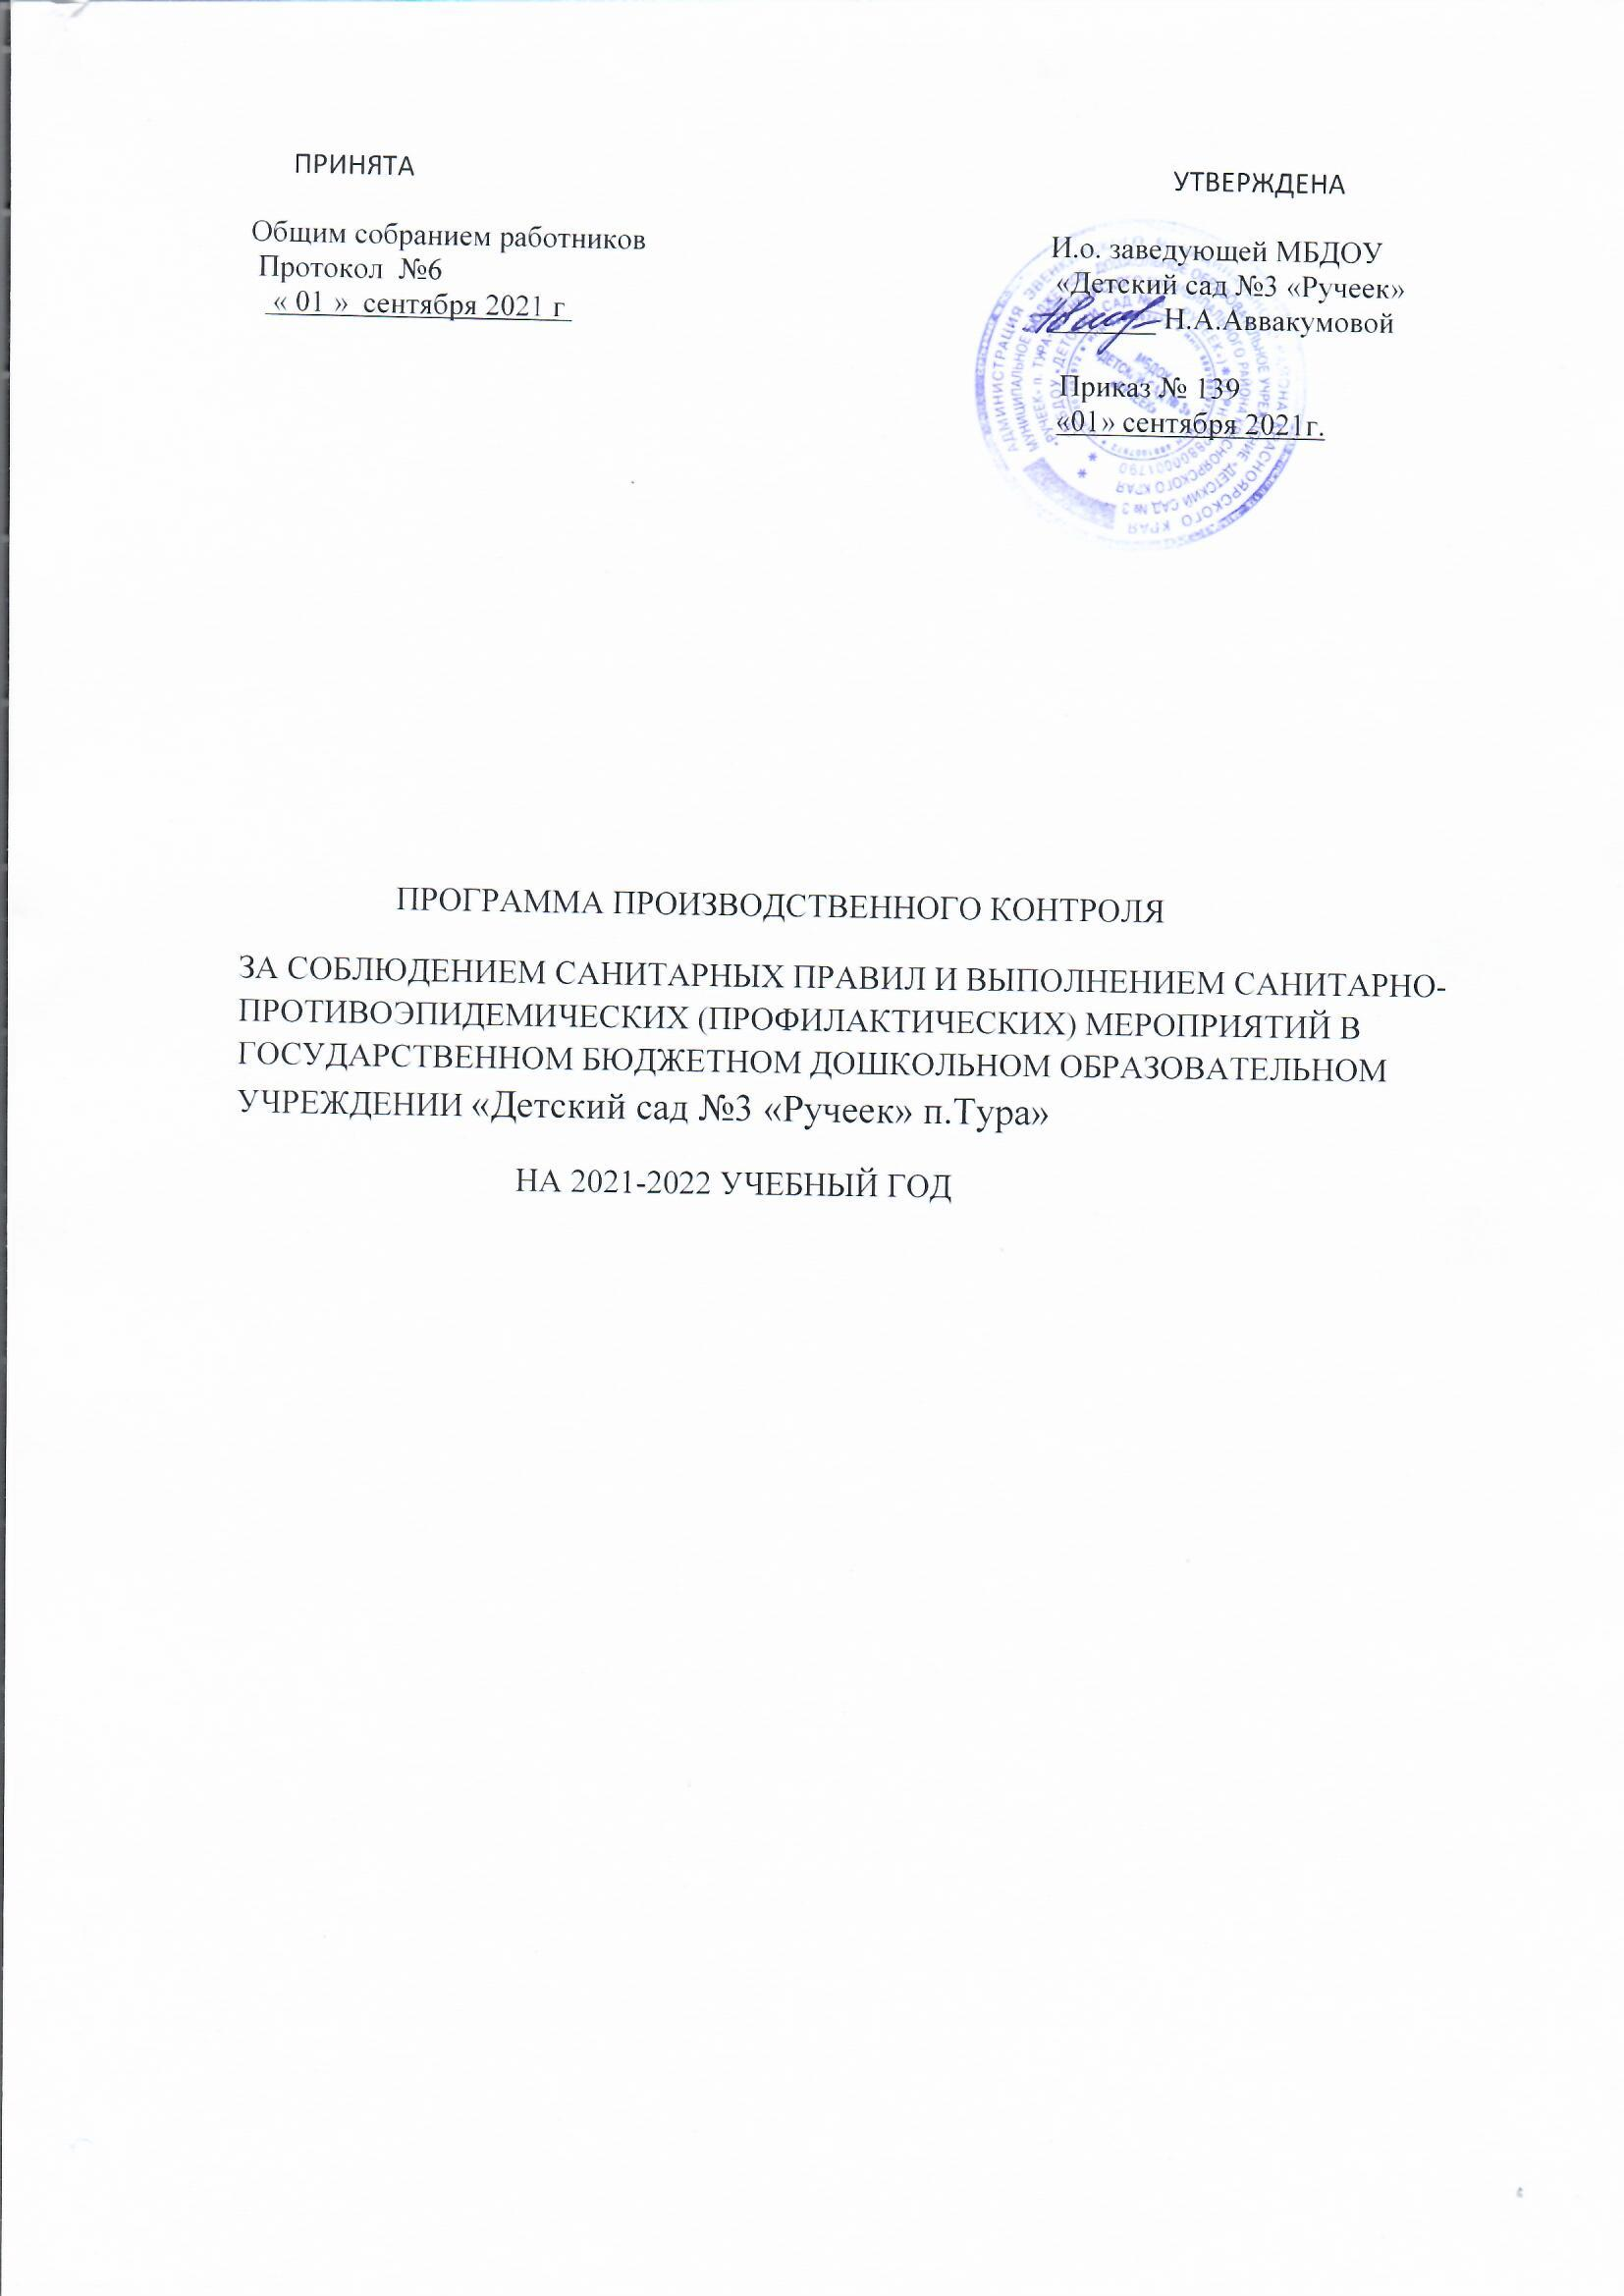 ПРИНЯТА
Общим собранием работников
Протокол №6
« 01 » сентября 2021 г
УТВЕРЖДЕНА
И.о. заведующей МБДОУ
«Детский сад №3 «Ручеек»
Н.А.Аввакумовой
Приказ № 139
«01» сентября 2021г.
ПРОГРАММА ПРОИЗВОДСТВЕННОГО КОНТРОЛЯ
ЗА СОБЛЮДЕНИЕМ САНИТАРНЫХ ПРАВИЛ И ВЫПОЛНЕНИЕМ САНИТАРНО-
ПРОТИВОЭПИДЕМИЧЕСКИХ (ПРОФИЛАКТИЧЕСКИХ) МЕРОПРИЯТИЙ В
ГОСУДАРСТВЕННОМ БЮДЖЕТНОМ ДОШКОЛЬНОМ ОБРАЗОВАТЕЛЬНОМ
УЧРЕЖДЕНИИ «Детский сад №3 «Ручеек» п.Тура»
НА 2021-2022 УЧЕБНЫЙ ГОД